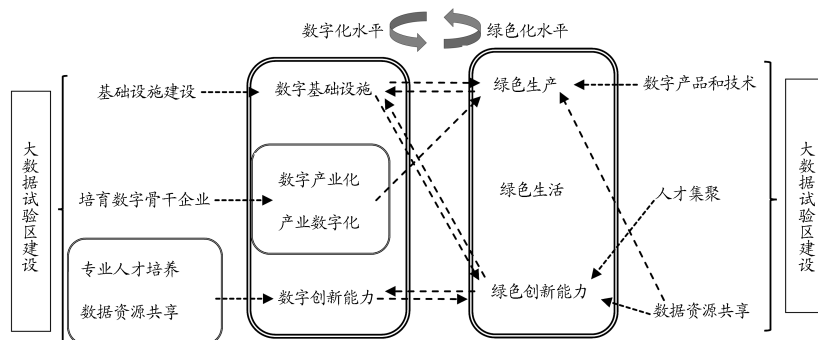 数字化水平
绿色化水平
大数据试验区建设
基础设施建设
培育数字骨干企业
专业人才培养
数据资源共享
数字基础设施
数字产业化
产业数字化
数字创新能力
绿色生产
绿色生活
绿色创新能力
数字产品和技术
人才集聚
数据资源共享
大数据试验区建设